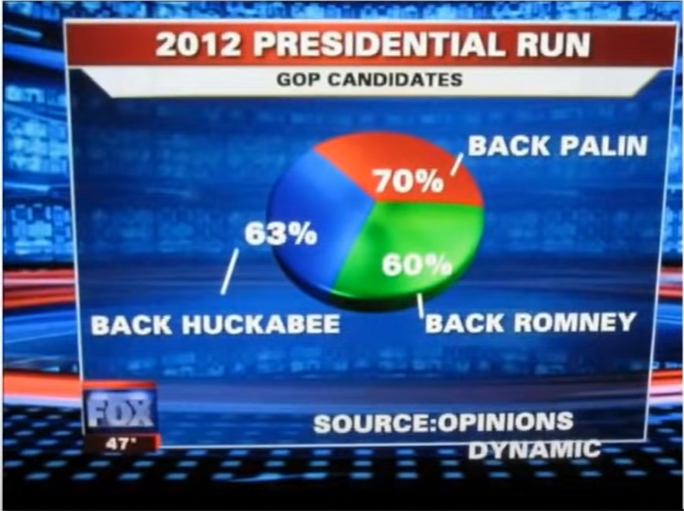 2012 PRESIDENTIAL RUN
GOP CANDIDATES
BACK PALIN
70%
63%
60%
BACK HUCKABEE
BACK ROMNEY
FOX
47°
SOURCE:OPINIONS
DYNAMIC